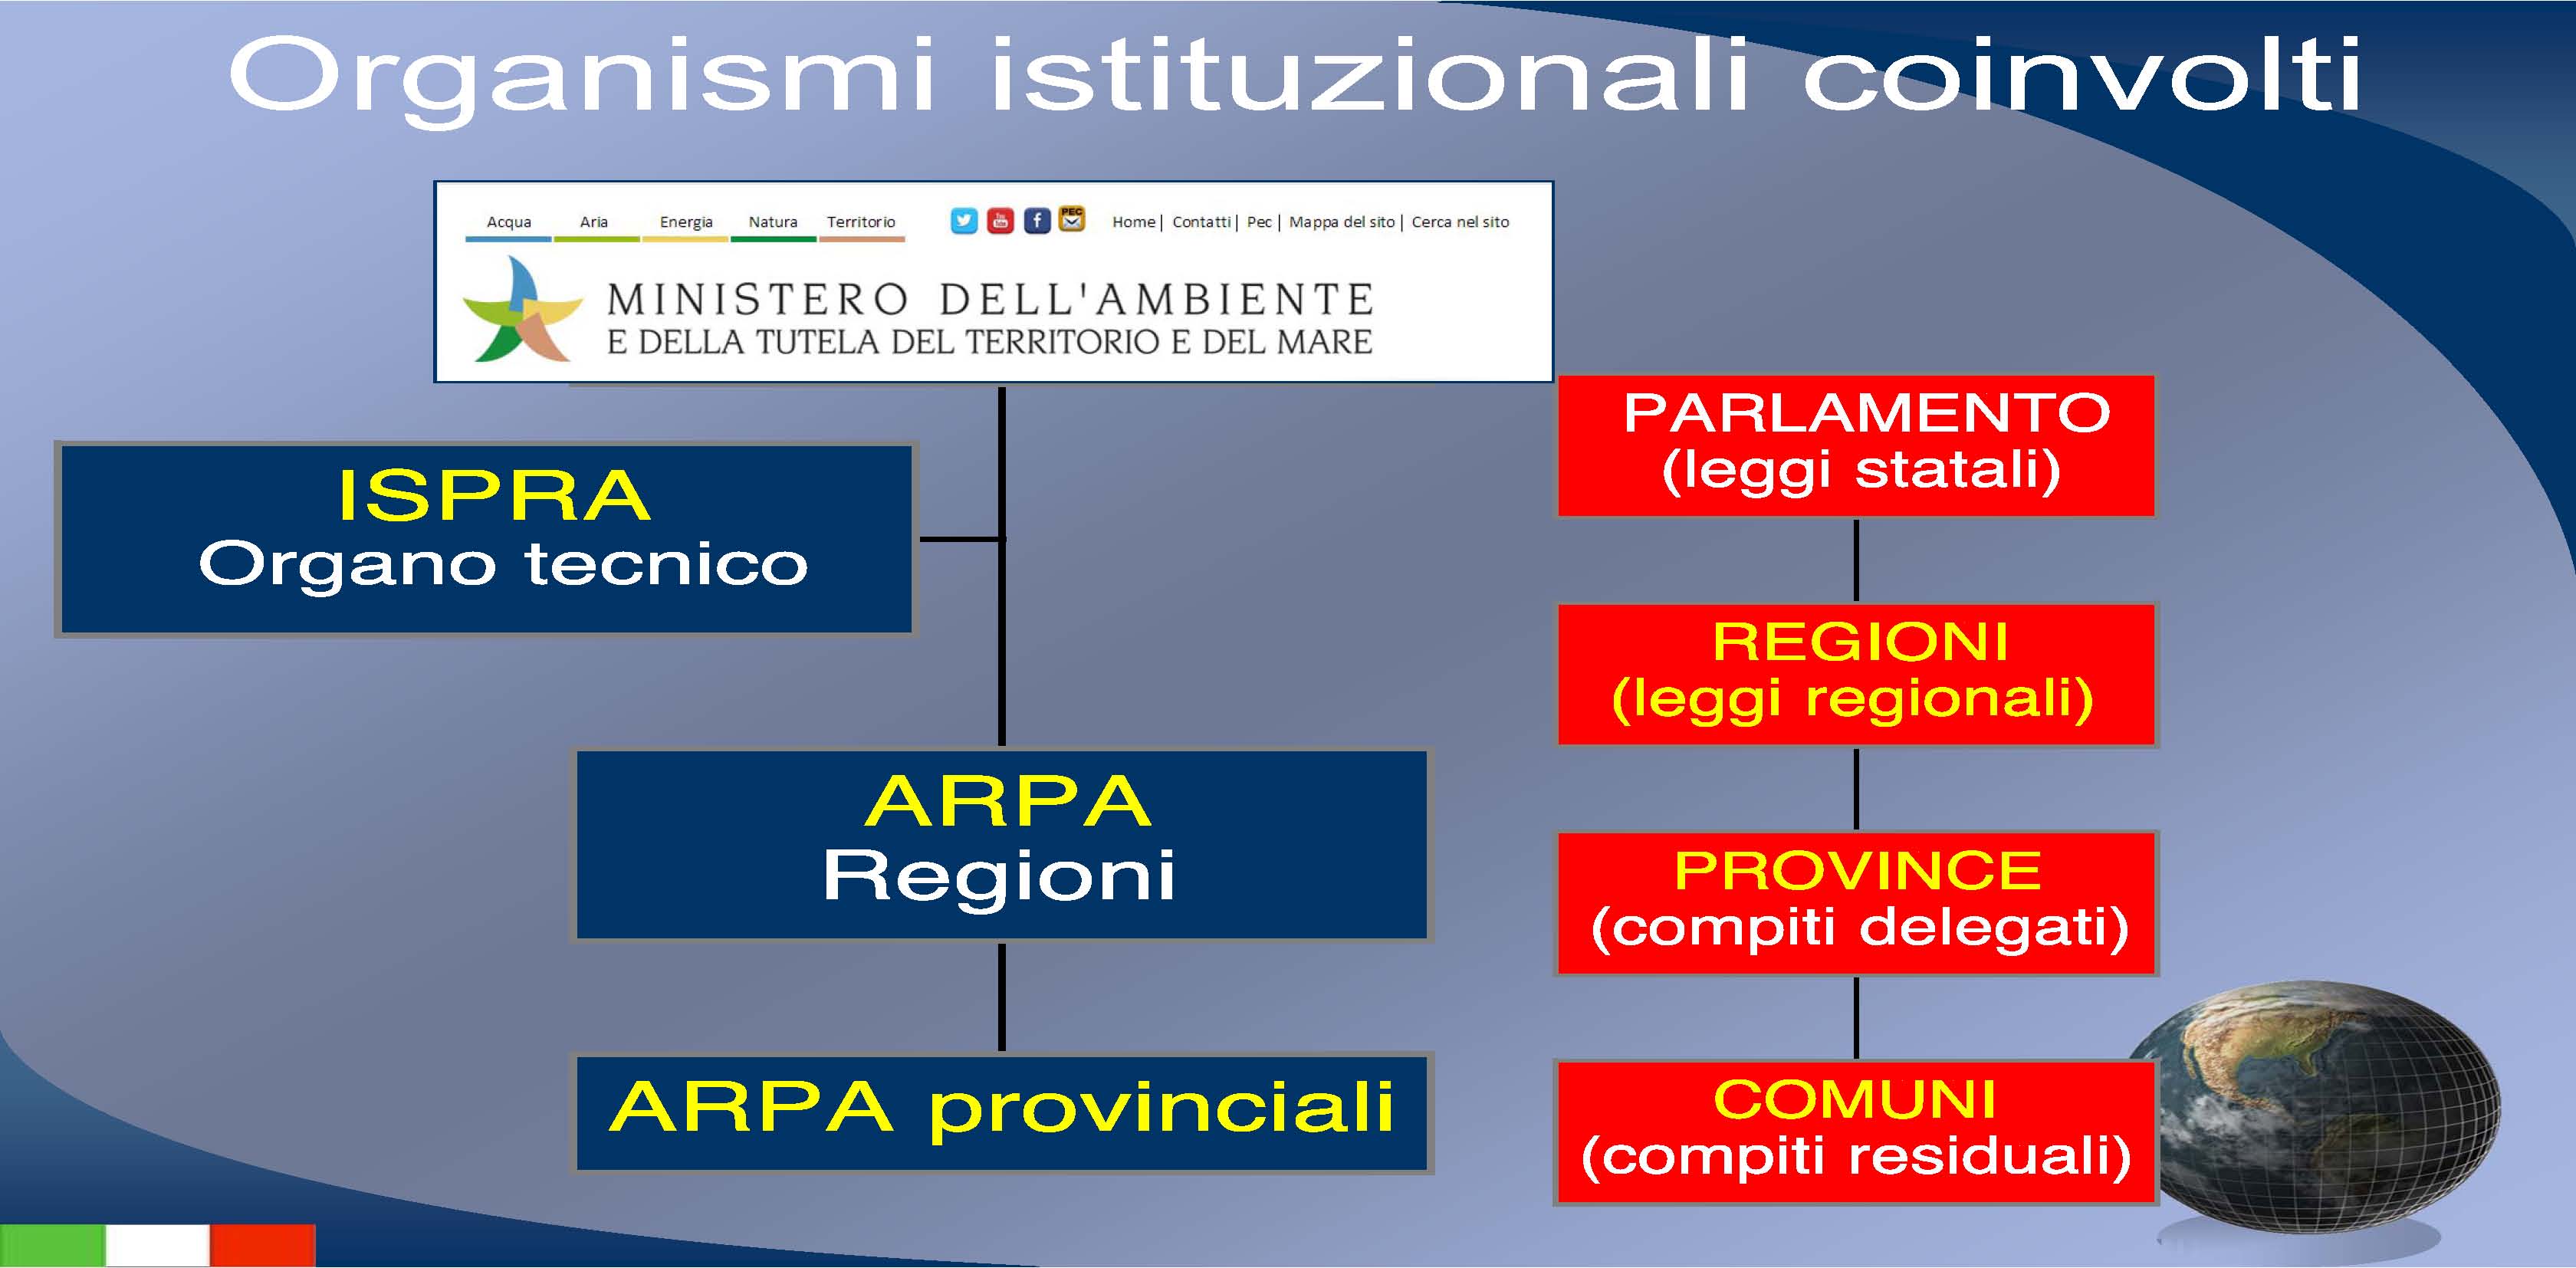 Organismi istituzionali coinvolti
Acqua Aria Energia Natura Territorio PEC Home | Contatti | Pec | Mappa del sito | Cerca nel sito
MINISTERO DELL'AMBIENTE
E DELLA TUTELA DEL TERRITORIO E DEL MARE
ISPRA
Organo tecnico
ARPA
Regioni
ARPA provinciali
PARLAMENTO
(leggi statali)
REGIONI
(leggi regionali)
PROVINCE
(compiti delegati)
COMUNI
(compiti residuali)